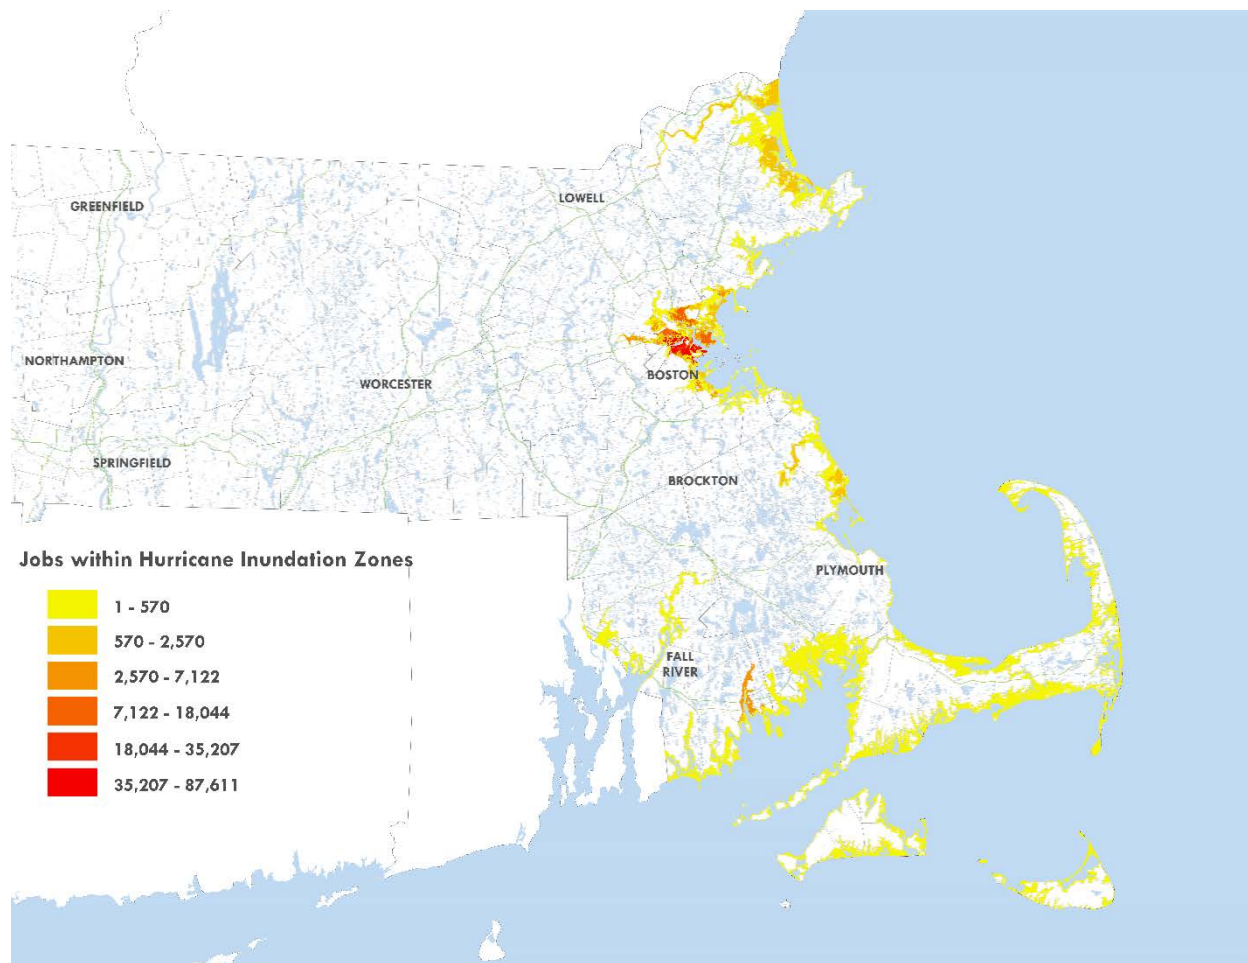 LOWELL
GREENFIELD
NORTHAMPTON
WORCESTER
BOSTON
SPRINGFIELD
BROCKTON
PLYMOUTH
FALL
RIVER
Jobs within Hurricane Inundation Zones
1 - 570
570 - 2,570
2,570 - 7,122
7,122 - 18,044
18,044 - 35,207
35,207 - 87,611